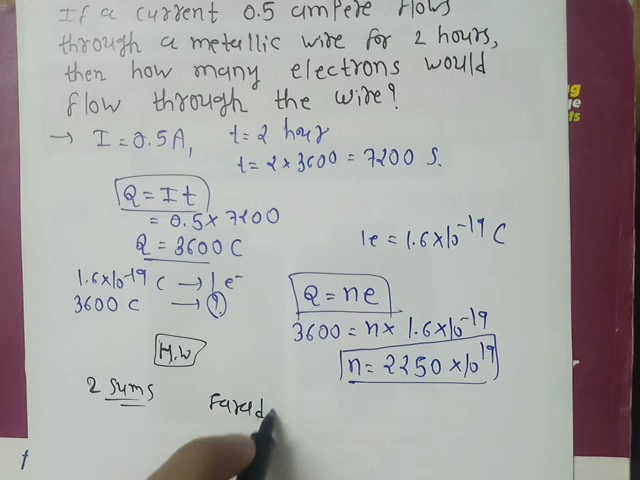 If a current 0.5 ampere flows
through a metallic wire for 2 hours,
then how many electrons would
flow through the wire?
→ I = 0.5A, t = 2 hour
t = 2 × 3600 = 7200 S.
Q = It
= 0.5 × 7200
Q = 3600 C
1e = 1.6×10⁻¹⁹ C
1.6×10⁻¹⁹ C → 1 e⁻
3600 C → ?
Q = ne
3600 = n × 1.6×10⁻¹⁹
n = 2250 × 10¹⁹
H.W
2 sums
Farad